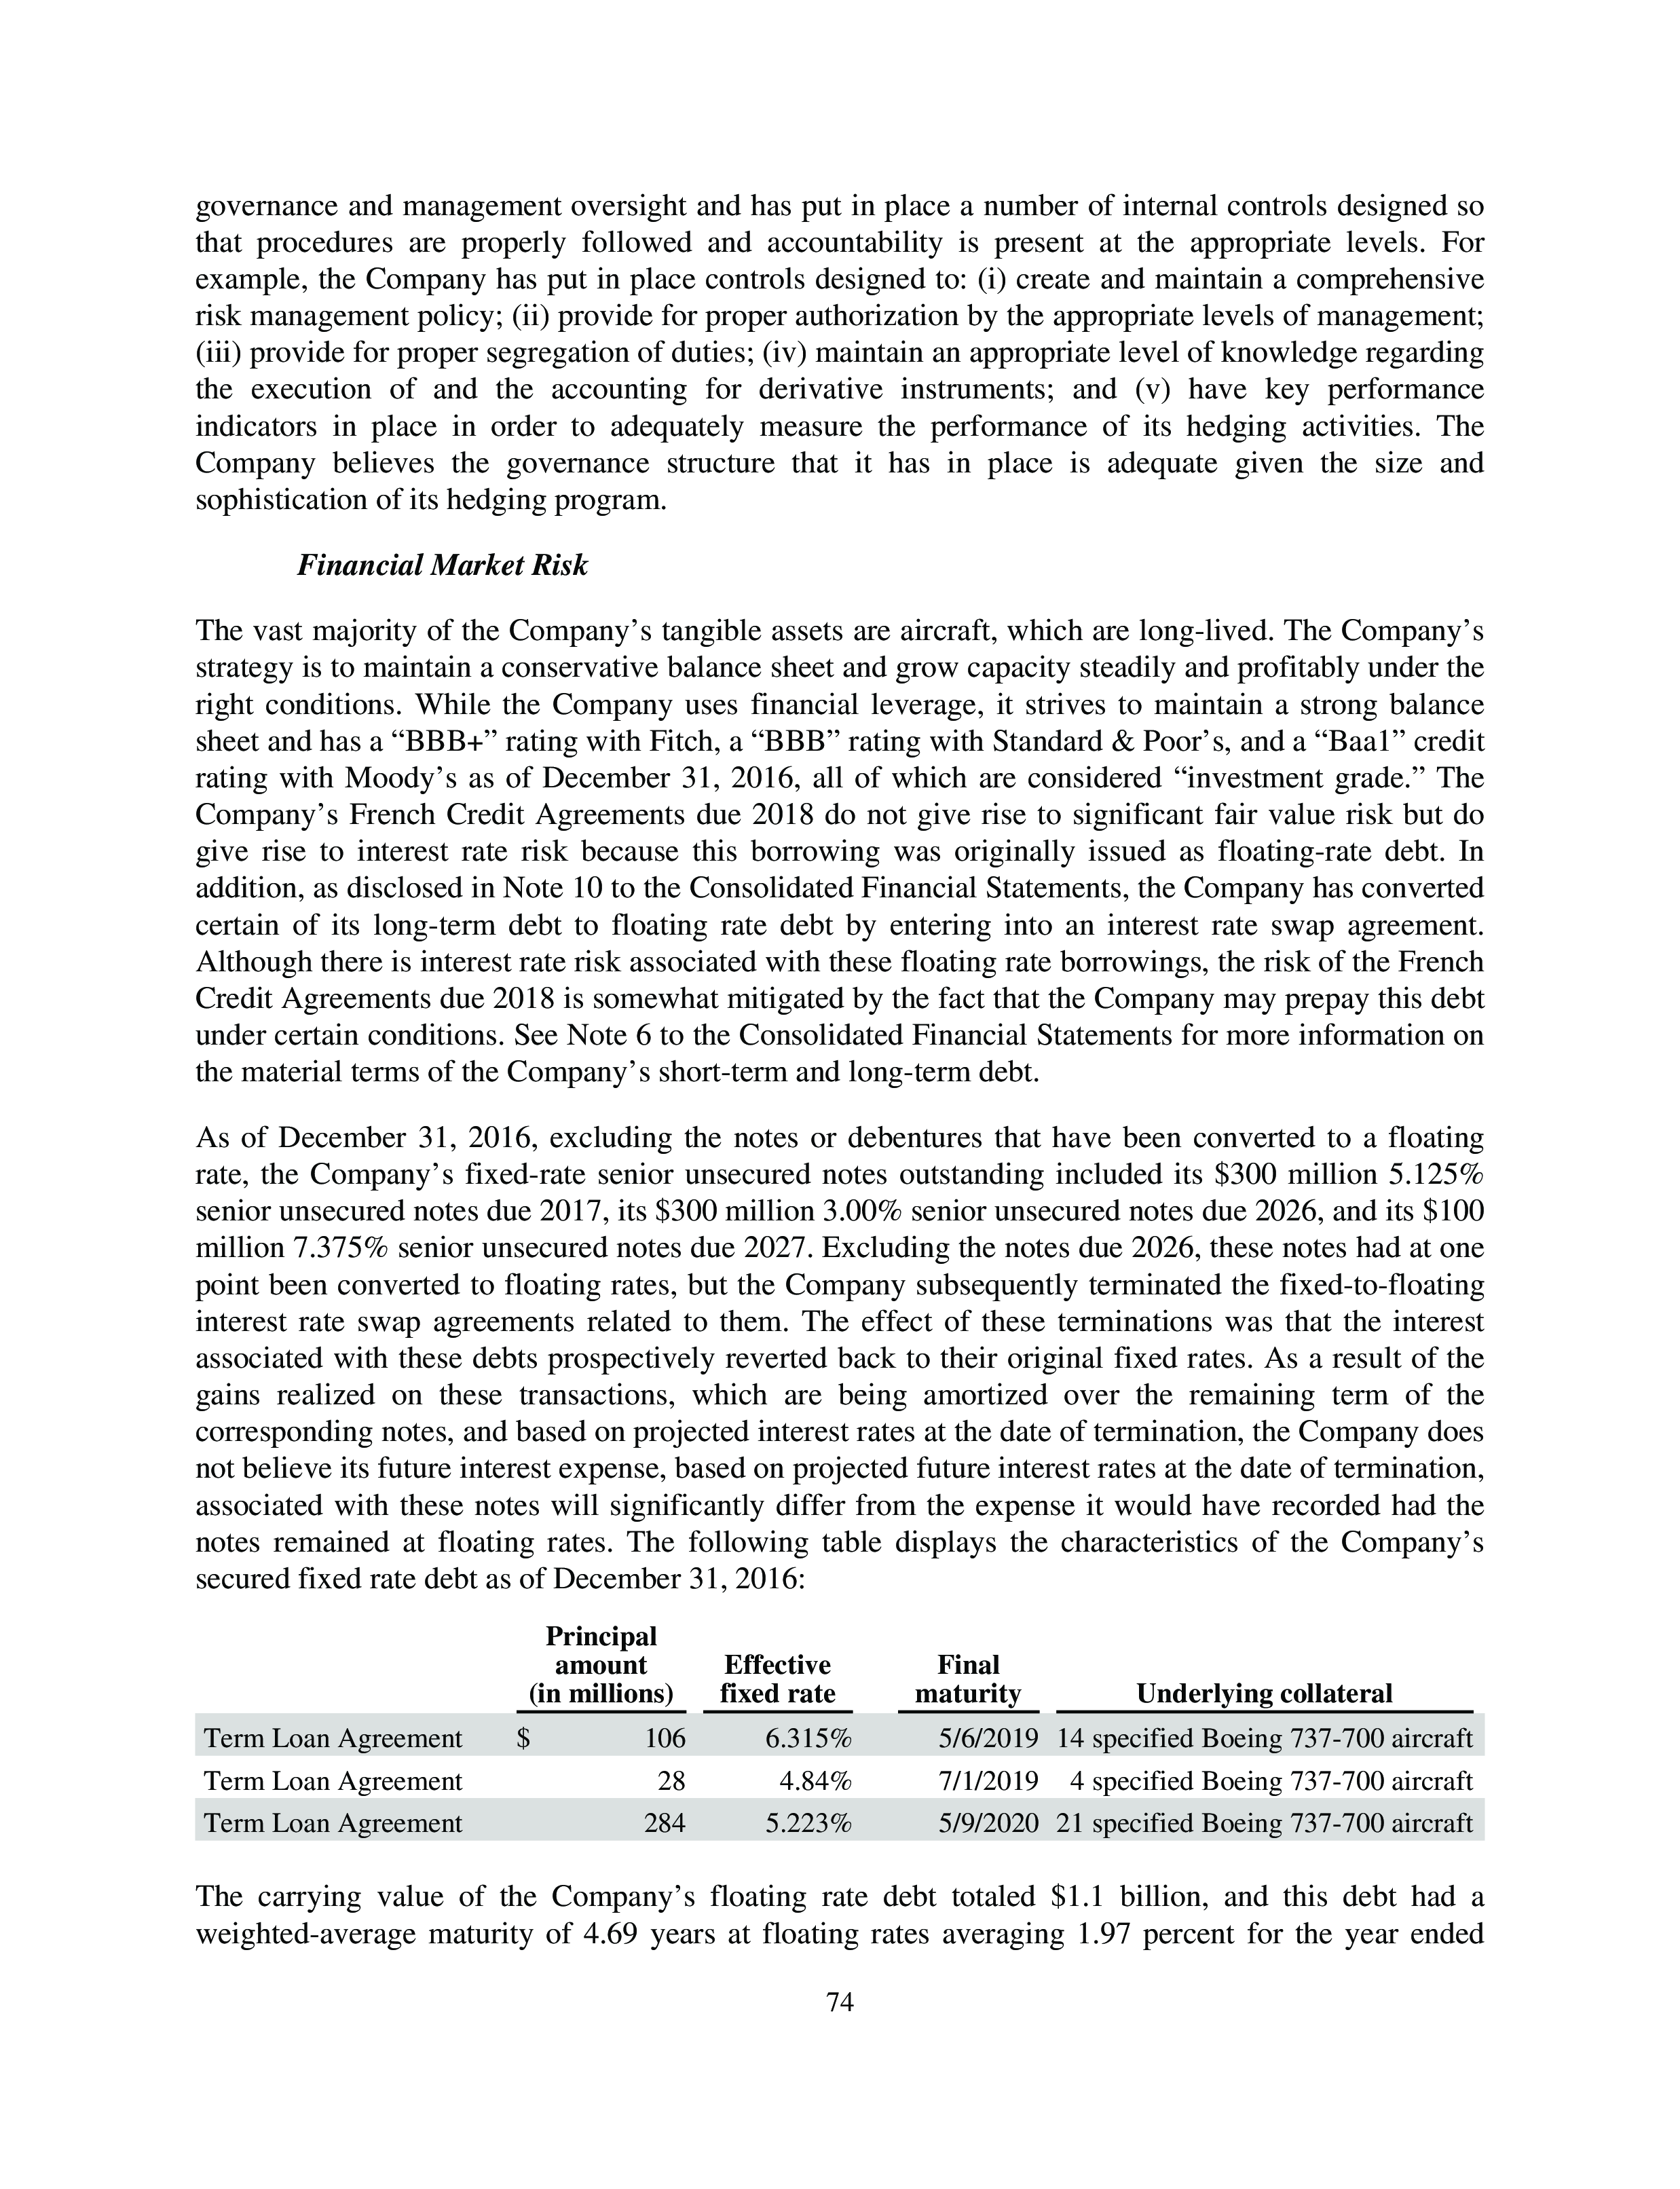 governance and management oversight and has put in place a number of internal controls designed so
that procedures are properly followed and accountability is present at the appropriate levels. For
example, the Company has put in place controls designed to: (i) create and maintain a comprehensive
risk management policy; (ii) provide for proper authorization by the appropriate levels of management;
(iii) provide for proper segregation of duties; (iv) maintain an appropriate level of knowledge regarding
the execution of and the accounting for derivative instruments; and (v) have key performance
indicators in place in order to adequately measure the performance of its hedging activities. The
Company believes the governance structure that it has in place is adequate given the size and
sophistication of its hedging program.
Financial Market Risk
The vast majority of the Company’s tangible assets are aircraft, which are long-lived. The Company’s
strategy is to maintain a conservative balance sheet and grow capacity steadily and profitably under the
right conditions. While the Company uses financial leverage, it strives to maintain a strong balance
sheet and has a “BBB+” rating with Fitch, a “BBB” rating with Standard & Poor’s, and a “Baa1” credit
rating with Moody’s as of December 31, 2016, all of which are considered “investment grade.” The
Company’s French Credit Agreements due 2018 do not give rise to significant fair value risk but do
give rise to interest rate risk because this borrowing was originally issued as floating-rate debt. In
addition, as disclosed in Note 10 to the Consolidated Financial Statements, the Company has converted
certain of its long-term debt to floating rate debt by entering into an interest rate swap agreement.
Although there is interest rate risk associated with these floating rate borrowings, the risk of the French
Credit Agreements due 2018 is somewhat mitigated by the fact that the Company may prepay this debt
under certain conditions. See Note 6 to the Consolidated Financial Statements for more information on
the material terms of the Company’s short-term and long-term debt.
As of December 31, 2016, excluding the notes or debentures that have been converted to a floating
rate, the Company’s fixed-rate senior unsecured notes outstanding included its $300 million 5.125%
senior unsecured notes due 2017, its $300 million 3.00% senior unsecured notes due 2026, and its $100
million 7.375% senior unsecured notes due 2027. Excluding the notes due 2026, these notes had at one
point been converted to floating rates, but the Company subsequently terminated the fixed-to-floating
interest rate swap agreements related to them. The effect of these terminations was that the interest
associated with these debts prospectively reverted back to their original fixed rates. As a result of the
gains realized on these transactions, which are being amortized over the remaining term of the
corresponding notes, and based on projected interest rates at the date of termination, the Company does
not believe its future interest expense, based on projected future interest rates at the date of termination,
associated with these notes will significantly differ from the expense it would have recorded had the
notes remained at floating rates. The following table displays the characteristics of the Company’s
secured fixed rate debt as of December 31, 2016:
Principal
amount Effective Final
(in millions) fixed rate maturity Underlying collateral
Term Loan Agreement $ 106 6.315% 5/6/2019 14 specified Boeing 737-700 aircraft
Term Loan Agreement 28 4.84% 7/1/2019 4 specified Boeing 737-700 aircraft
Term Loan Agreement 284 5.223% 5/9/2020 21 specified Boeing 737-700 aircraft
The carrying value of the Company’s floating rate debt totaled $1.1 billion, and this debt had a
weighted-average maturity of 4.69 years at floating rates averaging 1.97 percent for the year ended
74